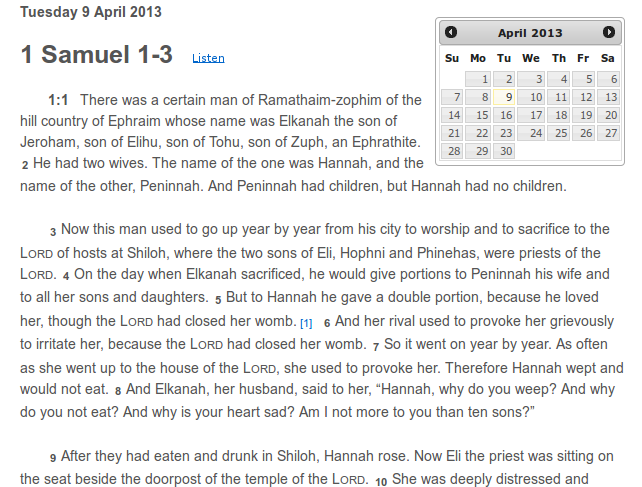 Tuesday 9 April 2013
1 Samuel 1-3 Listen
April 2013
Su Mo Tu We Th Fr Sa
1 2 3 4 5 6
7 8 9 10 11 12 13
14 15 16 17 18 19 20
21 22 23 24 25 26 27
28 29 30
1:1 There was a certain man of Ramathaim-zophim of the
hill country of Ephraim whose name was Elkanah the son of
Jeroham, son of Elihu, son of Tohu, son of Zuph, an Ephrathite.
2 He had two wives. The name of the one was Hannah, and the
name of the other, Peninnah. And Peninnah had children, but Hannah had no children.
3 Now this man used to go up year by year from his city to worship and to sacrifice to the
LORD of hosts at Shiloh, where the two sons of Eli, Hophni and Phinehas, were priests of the
LORD. 4 On the day when Elkanah sacrificed, he would give portions to Peninnah his wife and
to all her sons and daughters. 5 But to Hannah he gave a double portion, because he loved
her, though the LORD had closed her womb. [1] 6 And her rival used to provoke her grievously
to irritate her, because the LORD had closed her womb. 7 So it went on year by year. As often
as she went up to the house of the LORD, she used to provoke her. Therefore Hannah wept and
would not eat. 8 And Elkanah, her husband, said to her, “Hannah, why do you weep? And why
do you not eat? And why is your heart sad? Am I not more to you than ten sons?”
9 After they had eaten and drunk in Shiloh, Hannah rose. Now Eli the priest was sitting on
the seat beside the doorpost of the temple of the LORD. 10 She was deeply distressed and